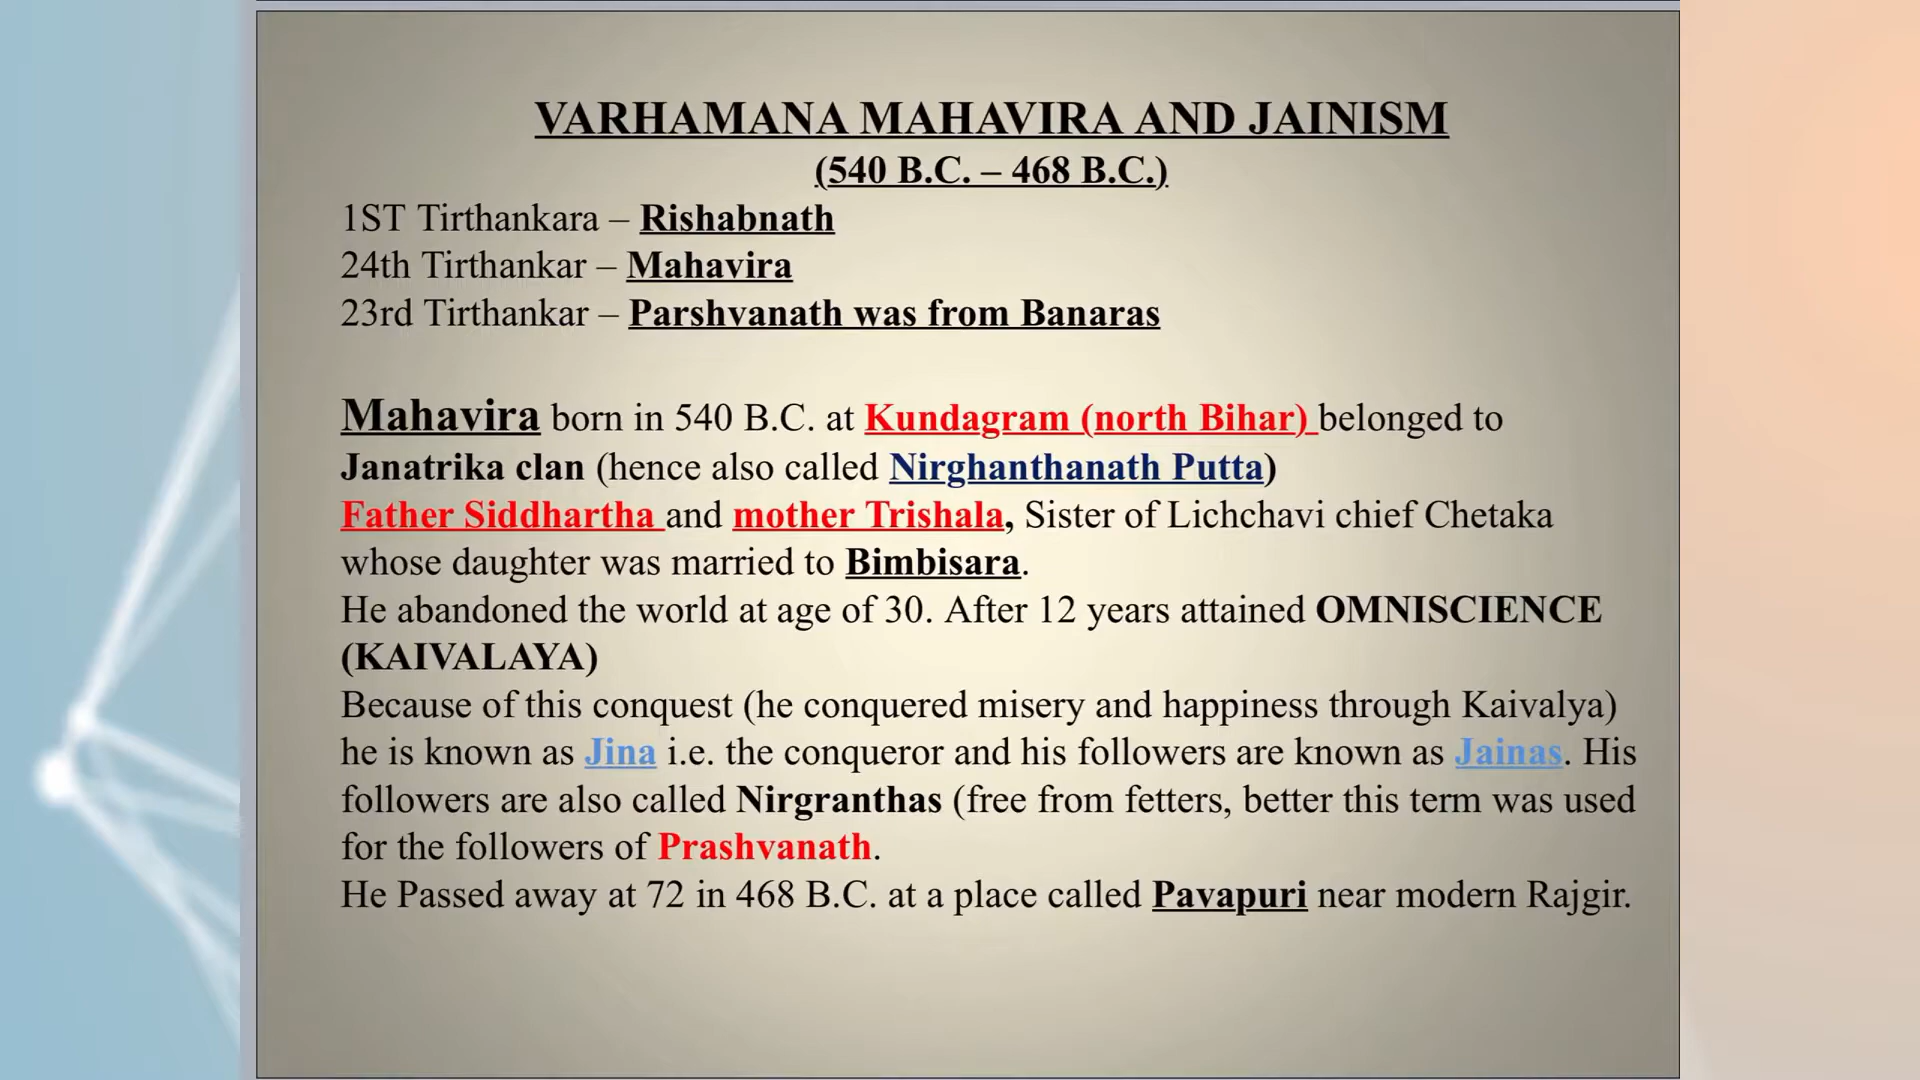 VARHAMANA MAHAVIRA AND JAINISM
(540 B.C. – 468 B.C.)
1ST Tirthankara – Rishabnath
24th Tirthankar – Mahavira
23rd Tirthankar – Parshvanath was from Banaras
Mahavira born in 540 B.C. at Kundagram (north Bihar) belonged to
Janatrika clan (hence also called Nirghanthanath Putta)
Father Siddhartha and mother Trishala, Sister of Lichchavi chief Chetaka
whose daughter was married to Bimbisara.
He abandoned the world at age of 30. After 12 years attained OMNISCIENCE
(KAIVALAYA)
Because of this conquest (he conquered misery and happiness through Kaivalya)
he is known as Jina i.e. the conqueror and his followers are known as Jainas. His
followers are also called Nirgranthas (free from fetters, better this term was used
for the followers of Prashvanath.
He Passed away at 72 in 468 B.C. at a place called Pavapuri near modern Rajgir.